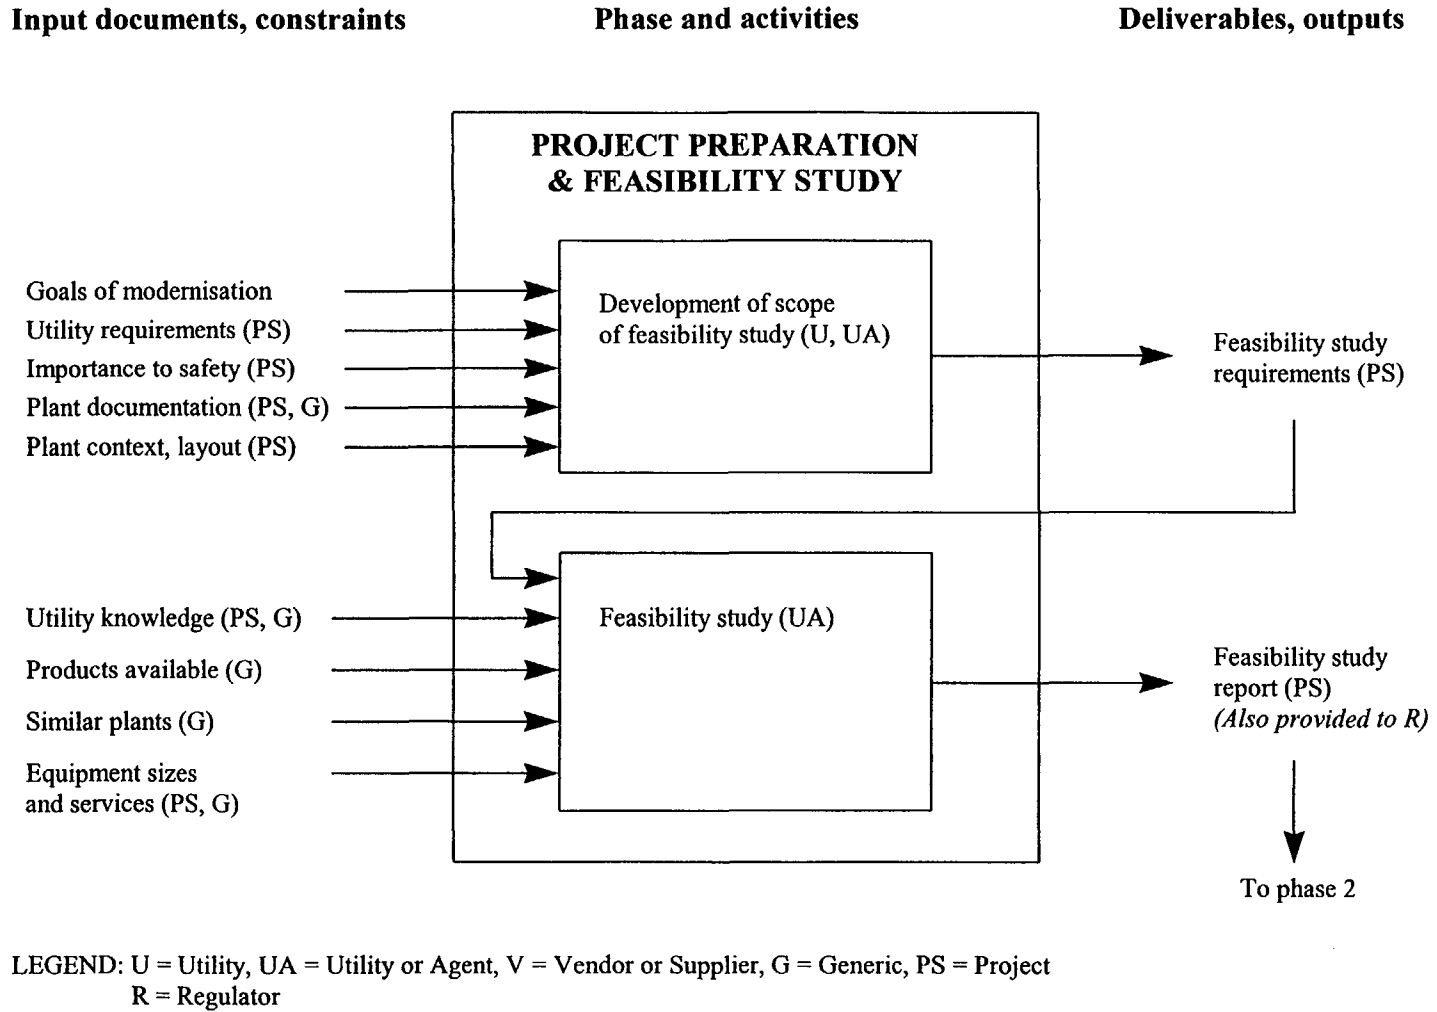 Input documents, constraints
Phase and activities
Deliverables, outputs
PROJECT PREPARATION
& FEASIBILITY STUDY
Goals of modernisation
Utility requirements (PS)
Importance to safety (PS)
Plant documentation (PS, G)
Plant context, layout (PS)
Development of scope
of feasibility study (U, UA)
Feasibility study
requirements (PS)
Utility knowledge (PS, G)
Products available (G)
Similar plants (G)
Equipment sizes
and services (PS, G)
Feasibility study (UA)
Feasibility study
report (PS)
(Also provided to R)
To phase 2
LEGEND: U = Utility, UA = Utility or Agent, V = Vendor or Supplier, G = Generic, PS = Project
R = Regulator